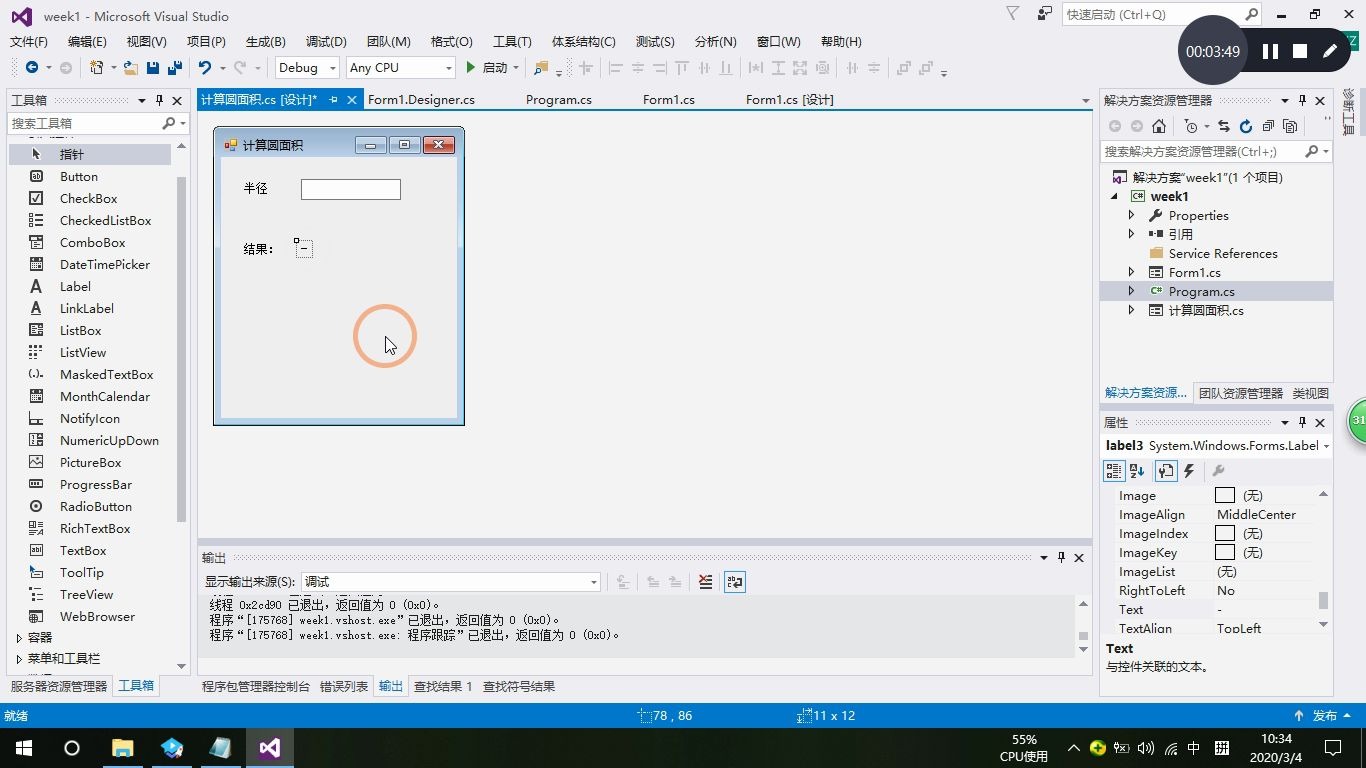 week1 - Microsoft Visual Studio
快速启动 (Ctrl+Q)
文件(F) 编辑(E) 视图(V) 项目(P) 生成(B) 调试(D) 团队(M) 格式(O) 工具(T) 体系结构(C) 测试(S) 分析(N) 窗口(W) 帮助(H)
00:03:49
Debug Any CPU 启动
工具箱
计算圆面积.cs [设计]* Form1.Designer.cs Program.cs Form1.cs Form1.cs [设计]
解决方案资源管理器
诊断工具
搜索工具箱
指针
Button
CheckBox
CheckedListBox
ComboBox
DateTimePicker
Label
LinkLabel
ListBox
ListView
MaskedTextBox
MonthCalendar
NotifyIcon
NumericUpDown
PictureBox
ProgressBar
RadioButton
RichTextBox
TextBox
ToolTip
TreeView
WebBrowser
容器
菜单和工具栏
服务器资源管理器 工具箱
计算圆面积
半径
结果: -
搜索解决方案资源管理器(Ctrl+;)
解决方案"week1"(1 个项目)
week1
Properties
引用
Service References
Form1.cs
Program.cs
计算圆面积.cs
解决方案资源... 团队资源管理器 类视图
属性
label3 System.Windows.Forms.Label
Image (无)
ImageAlign MiddleCenter
ImageIndex (无)
ImageKey (无)
ImageList (无)
RightToLeft No
Text -
TextAlign TopLeft
Text
与控件关联的文本。
31
输出
显示输出来源(S): 调试
线程 0x2cd90 已退出，返回值为 0 (0x0)。
程序“[175768] week1.vshost.exe”已退出，返回值为 0 (0x0)。
程序“[175768] week1.vshost.exe: 程序跟踪”已退出，返回值为 0 (0x0)。
程序包管理器控制台 错误列表 输出 查找结果 1 查找符号结果
就绪 78 , 86 11 x 12 发布
55%
CPU使用
中 拼
10:34
2020/3/4